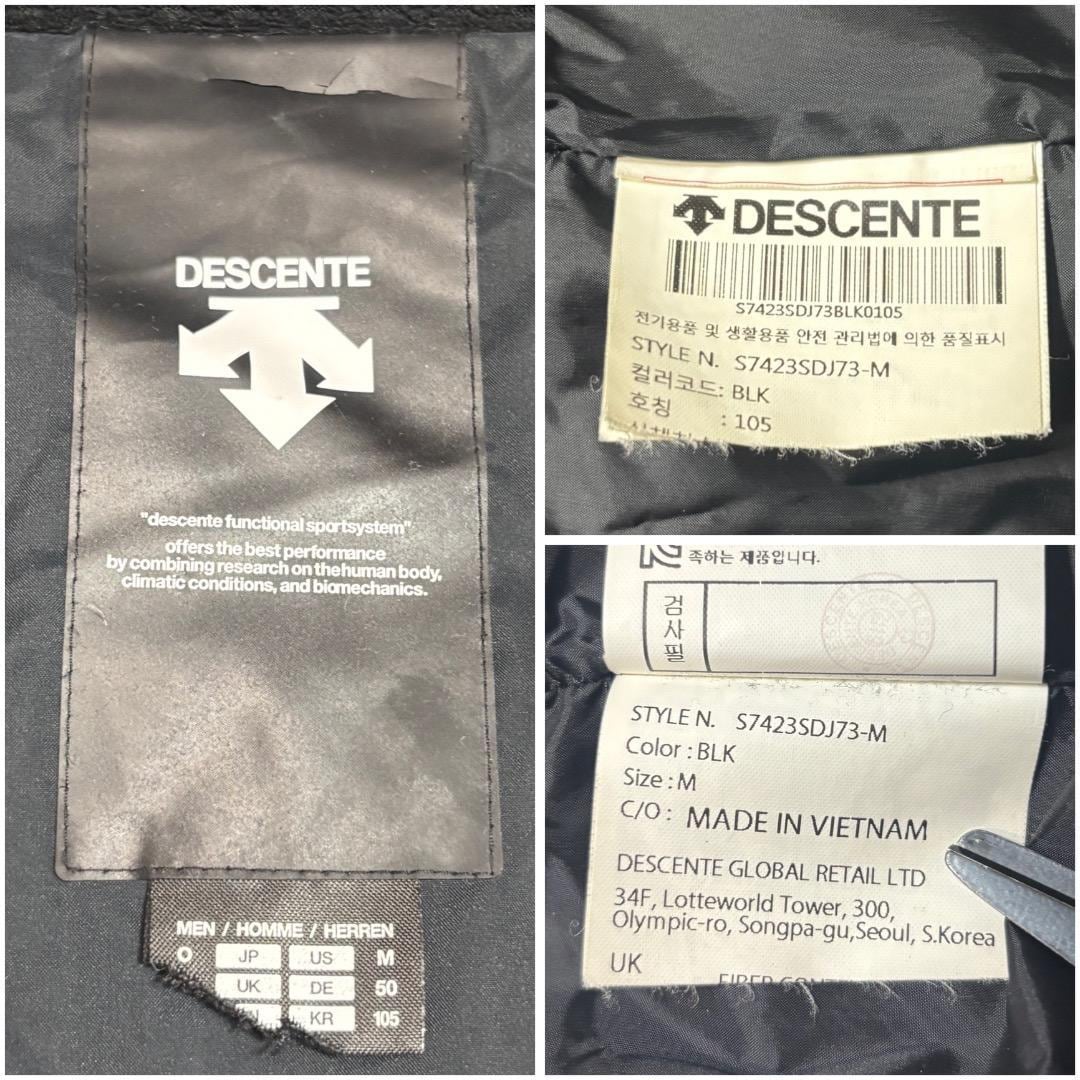 DESCENTE
"descente functional sportsystem"
offers the best performance
by combining research on the human body,
climatic conditions, and biomechanics.
MEN / HOMME / HERREN
O JP US M
UK DE 50
KR 105
DESCENTE
S7423SDJ73BLK0105
전기용품 및 생활용품 안전 관리법에 의한 품질표시
STYLE N. S7423SDJ73-M
컬러코드: BLK
호칭 : 105
족하는 제품입니다.
검사필
STYLE N. S7423SDJ73-M
Color : BLK
Size : M
C/O : MADE IN VIETNAM
DESCENTE GLOBAL RETAIL LTD
34F, Lotteworld Tower, 300,
Olympic-ro, Songpa-gu,Seoul, S.Korea
UK